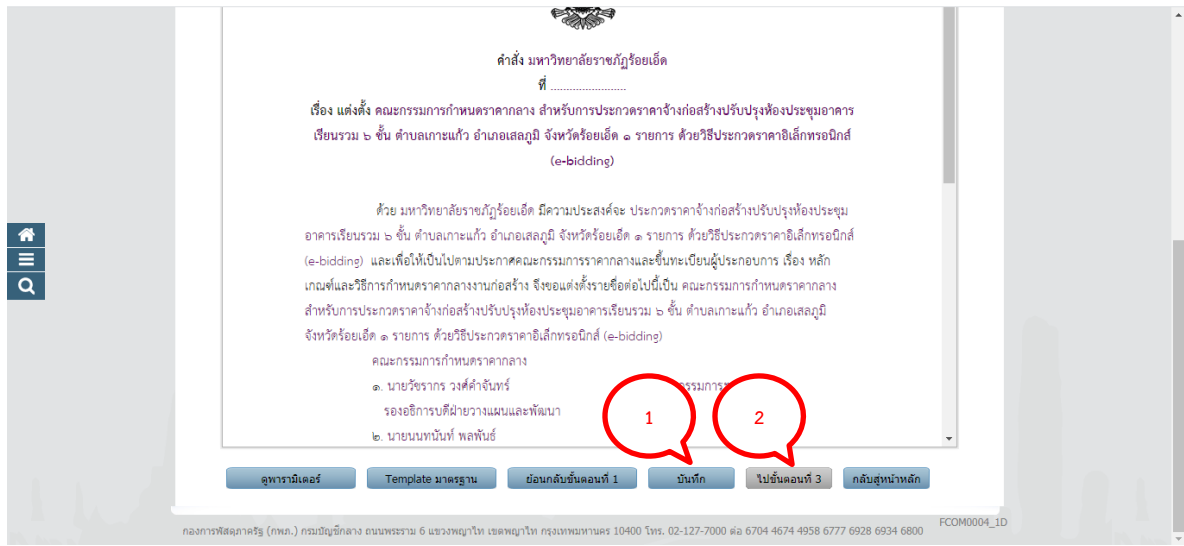 คำสั่ง มหาวิทยาลัยราชภัฏร้อยเอ็ด
ที่ ........................
เรื่อง แต่งตั้ง คณะกรรมการกำหนดราคากลาง สำหรับการประกวดราคาจ้างก่อสร้างปรับปรุงห้องประชุมอาคาร
เรียนรวม ๖ ชั้น ตำบลเกาะแก้ว อำเภอเสลภูมิ จังหวัดร้อยเอ็ด ๑ รายการ ด้วยวิธีประกวดราคาอิเล็กทรอนิกส์
(e-bidding)
ด้วย มหาวิทยาลัยราชภัฏร้อยเอ็ด มีความประสงค์จะ ประกวดราคาจ้างก่อสร้างปรับปรุงห้องประชุม
อาคารเรียนรวม ๖ ชั้น ตำบลเกาะแก้ว อำเภอเสลภูมิ จังหวัดร้อยเอ็ด ๑ รายการ ด้วยวิธีประกวดราคาอิเล็กทรอนิกส์
(e-bidding) และเพื่อให้เป็นไปตามประกาศคณะกรรมการราคากลางและขึ้นทะเบียนผู้ประกอบการ เรื่อง หลัก
เกณฑ์และวิธีการกำหนดราคากลางงานก่อสร้าง จึงขอแต่งตั้งรายชื่อต่อไปนี้เป็น คณะกรรมการกำหนดราคากลาง
สำหรับการประกวดราคาจ้างก่อสร้างปรับปรุงห้องประชุมอาคารเรียนรวม ๖ ชั้น ตำบลเกาะแก้ว อำเภอเสลภูมิ
จังหวัดร้อยเอ็ด ๑ รายการ ด้วยวิธีประกวดราคาอิเล็กทรอนิกส์ (e-bidding)
คณะกรรมการกำหนดราคากลาง
๑. นายวัชรากร วงศ์คำจันทร์
รองอธิการบดีฝ่ายวางแผนและพัฒนา
1 2
๒. นายนนทนันท์ พลพันธ์
ดูพารามิเตอร์ Template มาตรฐาน ย้อนกลับขั้นตอนที่ 1 บันทึก ไปขั้นตอนที่ 3 กลับสู่หน้าหลัก
FCOM0004_1D
กองการพัสดุภาครัฐ (กพภ.) กรมบัญชีกลาง ถนนพระราม 6 แขวงพญาไท เขตพญาไท กรุงเทพมหานคร 10400 โทร. 02-127-7000 ต่อ 6704 4674 4958 6777 6928 6934 6800